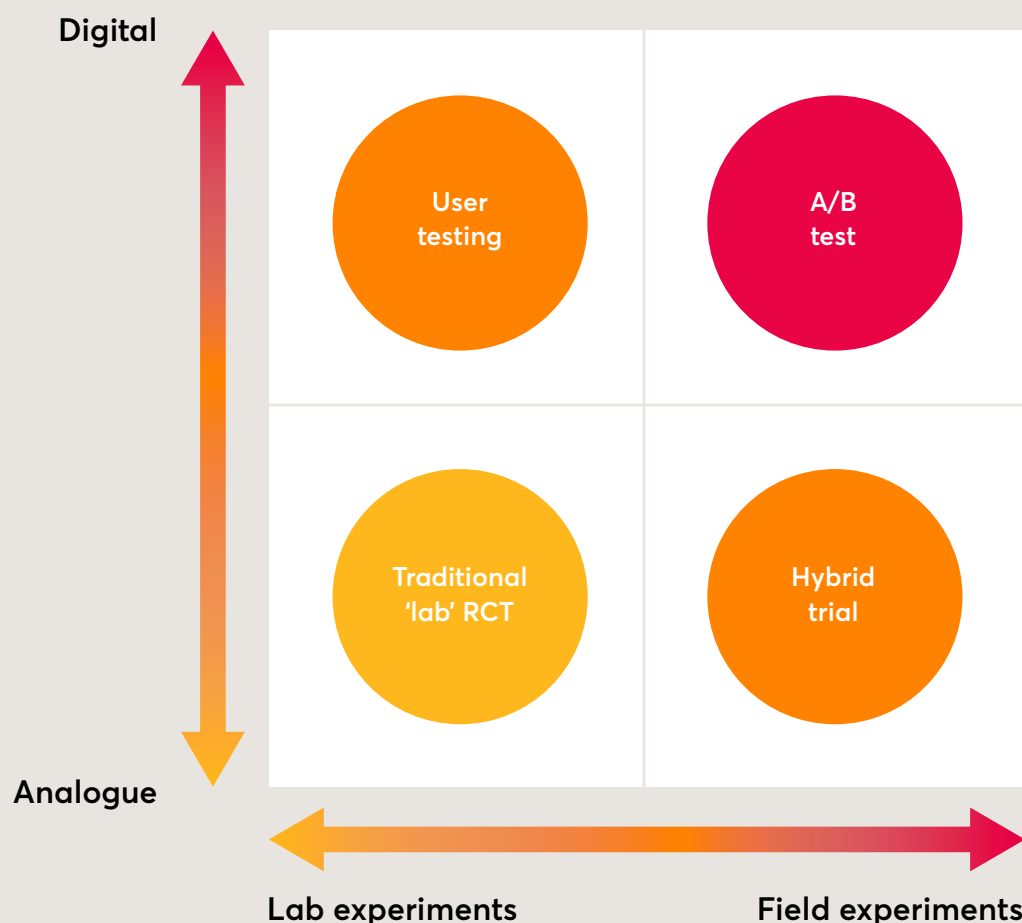 Digital
User
testing
A/B
test
Traditional
‘lab’ RCT
Hybrid
trial
Analogue
Lab experiments
Field experiments